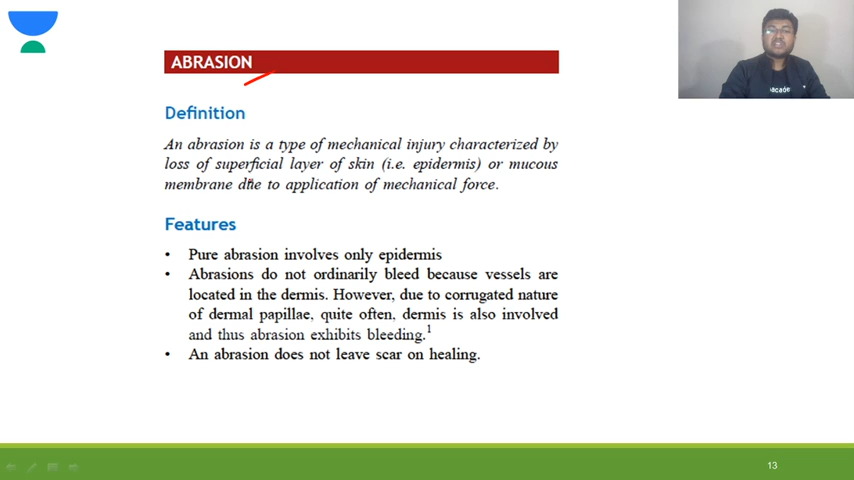 ABRASION
Definition
An abrasion is a type of mechanical injury characterized by
loss of superficial layer of skin (i.e. epidermis) or mucous
membrane due to application of mechanical force.
Features
• Pure abrasion involves only epidermis
• Abrasions do not ordinarily bleed because vessels are
located in the dermis. However, due to corrugated nature
of dermal papillae, quite often, dermis is also involved
and thus abrasion exhibits bleeding.1
• An abrasion does not leave scar on healing.
13